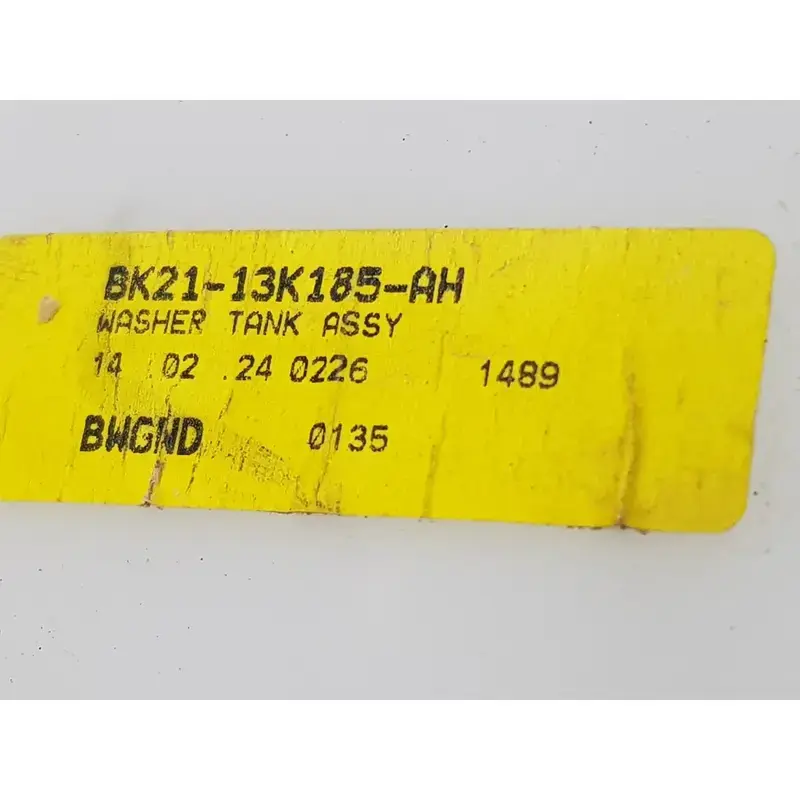 BK21-13K185-AH
WASHER TANK ASSY
14 .02 .24 0226 1489
BWGND 0135